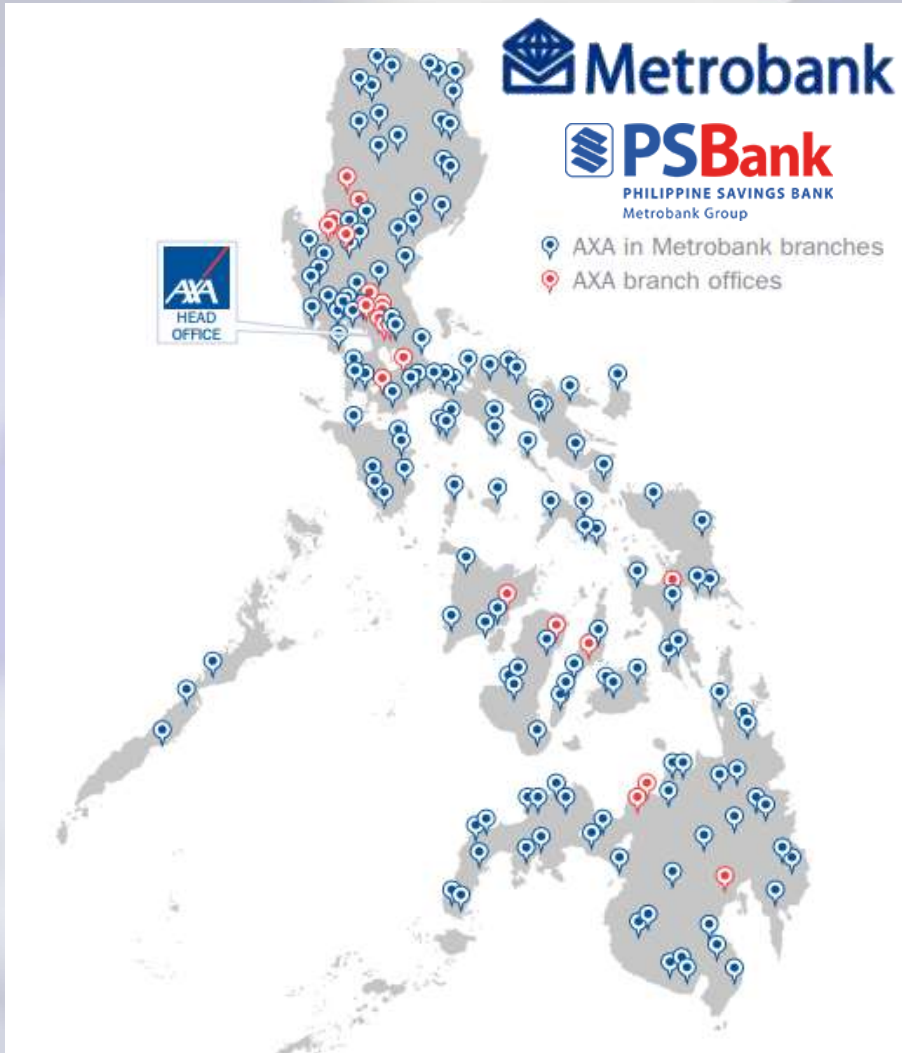 Metrobank
PSBank
PHILIPPINE SAVINGS BANK
Metrobank Group
AXA in Metrobank branches
AXA branch offices
AXA
HEAD
OFFICE